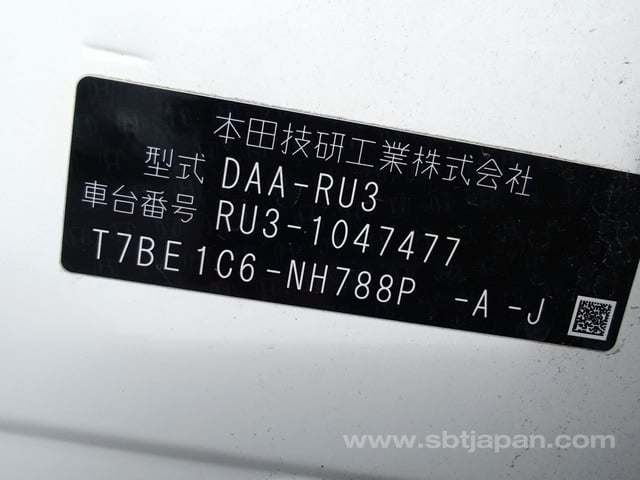 本田技研工業株式会社
型式 DAA-RU3
車台番号 RU3-1047477
T7BE1C6-NH788P -A -J
www.sbtjapan.com